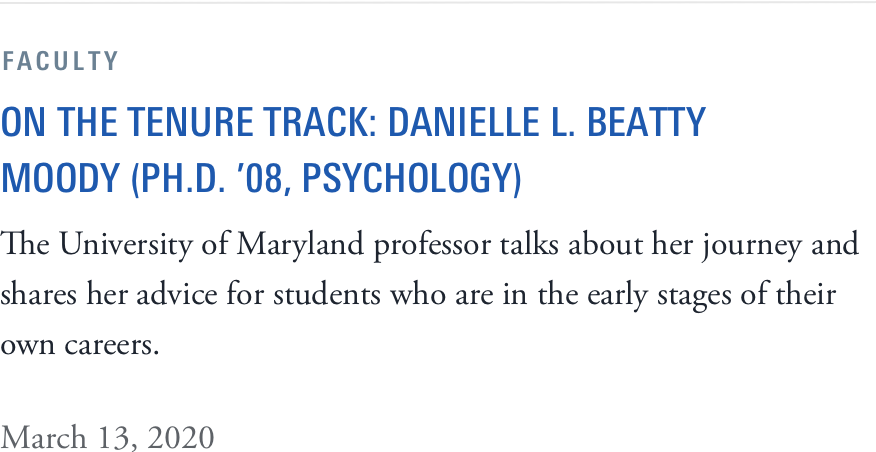 FACULTY
ON THE TENURE TRACK: DANIELLE L. BEATTY
MOODY (PH.D. ’08, PSYCHOLOGY)
The University of Maryland professor talks about her journey and
shares her advice for students who are in the early stages of their
own careers.
March 13, 2020